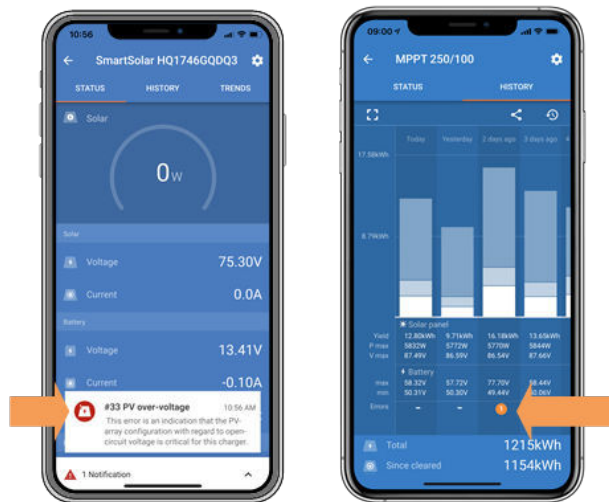 10:56
SmartSolar HQ1746GQDQ3
STATUS HISTORY TRENDS
Solar
0w
Solar
Voltage 75.30V
Current 0.0A
Battery
Voltage 13.41V
Current -0.10A
#33 PV over-voltage 10:56 AM
This error is an indication that the PV-
array configuration with regard to open-
circuit voltage is critical for this charger.
1 Notification
09:00
MPPT 250/100
STATUS HISTORY
Today Yesterday 2 days ago 3 days ago 4
17.58kWh
8.79kWh
Solar panel
Yield 12.80kWh 9.71kWh 16.18kWh 13.65kWh
P max 5832W 5772W 5770W 5844W
V max 87.49V 86.59V 86.54V 87.66V
Battery
max 58.32V 57.72V 77.70V 58.44V
min 50.31V 50.30V 49.44V 50.06V
Errors - - 1
Total 1215kWh
Since cleared 1154kWh